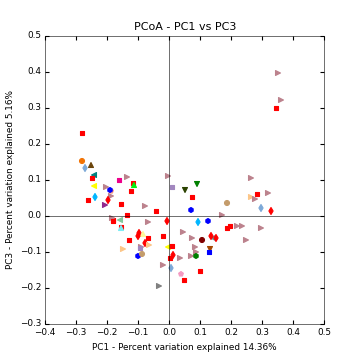 PCoA - PC1 vs PC3
0.5
0.4
0.3
0.2
0.1
0.0
−0.1
−0.2
−0.3
−0.4 −0.3 −0.2 −0.1 0.0 0.1 0.2 0.3 0.4 0.5
PC3 - Percent variation explained 5.16%
PC1 - Percent variation explained 14.36%